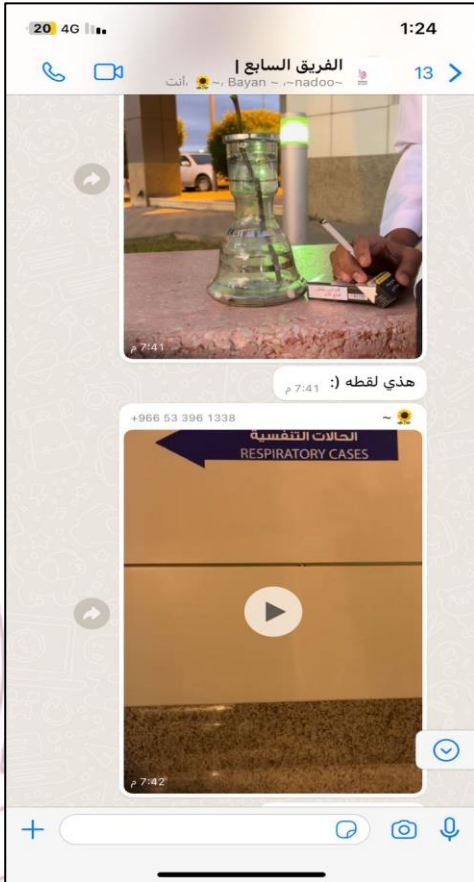 20 4G 1:24
الفريق السابع |
~nadoo~، ~ Bayan، ~🌻، أنت
13
7:41 م
هذي لقطه (: 7:41 م
+966 53 396 1338 ~ 🌻
الحالات التنفسية
RESPIRATORY CASES
7:42 م